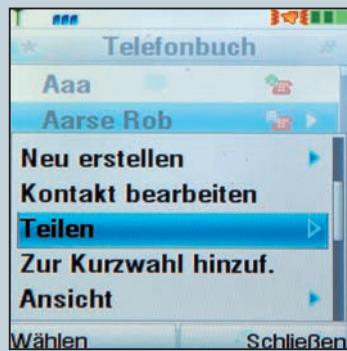 Telefonbuch
Aaa
Aarse Rob
Neu erstellen
Kontakt bearbeiten
Teilen
Zur Kurzwahl hinzuf.
Ansicht
Wählen Schließen